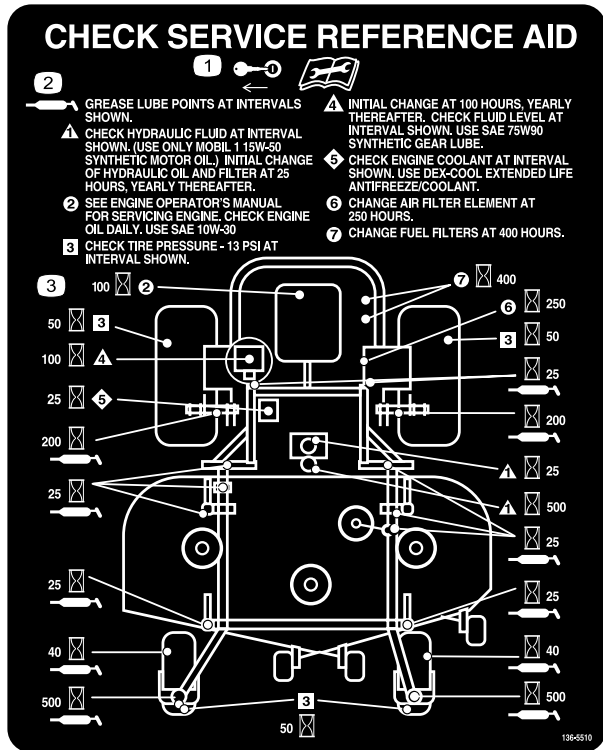 CHECK SERVICE REFERENCE AID
1
2
GREASE LUBE POINTS AT INTERVALS
SHOWN.
1 CHECK HYDRAULIC FLUID AT INTERVAL
SHOWN. (USE ONLY MOBIL 1 15W-50
SYNTHETIC MOTOR OIL.) INITIAL CHANGE
OF HYDRAULIC OIL AND FILTER AT 25
HOURS, YEARLY THEREAFTER.
2 SEE ENGINE OPERATOR'S MANUAL
FOR SERVICING ENGINE. CHECK ENGINE
OIL DAILY. USE SAE 10W-30
3 CHECK TIRE PRESSURE - 13 PSI AT
INTERVAL SHOWN.
4 INITIAL CHANGE AT 100 HOURS, YEARLY
THEREAFTER. CHECK FLUID LEVEL AT
INTERVAL SHOWN. USE SAE 75W90
SYNTHETIC GEAR LUBE.
5 CHECK ENGINE COOLANT AT INTERVAL
SHOWN. USE DEX-COOL EXTENDED LIFE
ANTIFREEZE/COOLANT.
6 CHANGE AIR FILTER ELEMENT AT
250 HOURS.
7 CHANGE FUEL FILTERS AT 400 HOURS.
3
100 2
50 3
100 4
25 5
200
25
25
40
500
7 400
6 250
3 50
25
200
1 25
1 500
25
25
40
500
3
50
136-5510